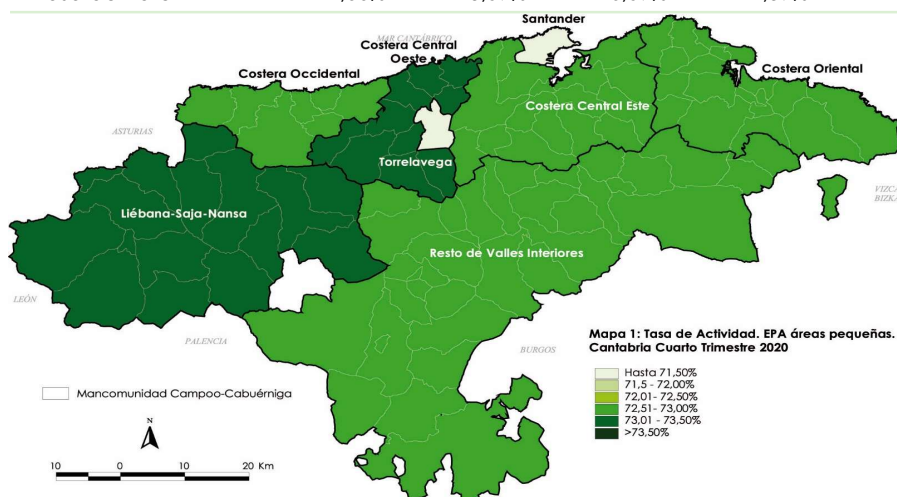 Santander
MAR CANTÁBRICO
Costera Central
Oeste
Costera Occidental
Costera Oriental
Costera Central Este
ASTURIAS
Torrelavega
VIZCA
BIZKA
Liébana-Saja-Nansa
Resto de Valles Interiores
LEÓN
PALENCIA
BURGOS
Mapa 1: Tasa de Actividad. EPA áreas pequeñas.
Cantabria Cuarto Trimestre 2020
Hasta 71,50%
71,5 - 72,00%
72,01- 72,50%
72,51- 73,00%
73,01 - 73,50%
>73,50%
Mancomunidad Campoo-Cabuérniga
N
10 0 10 20 Km